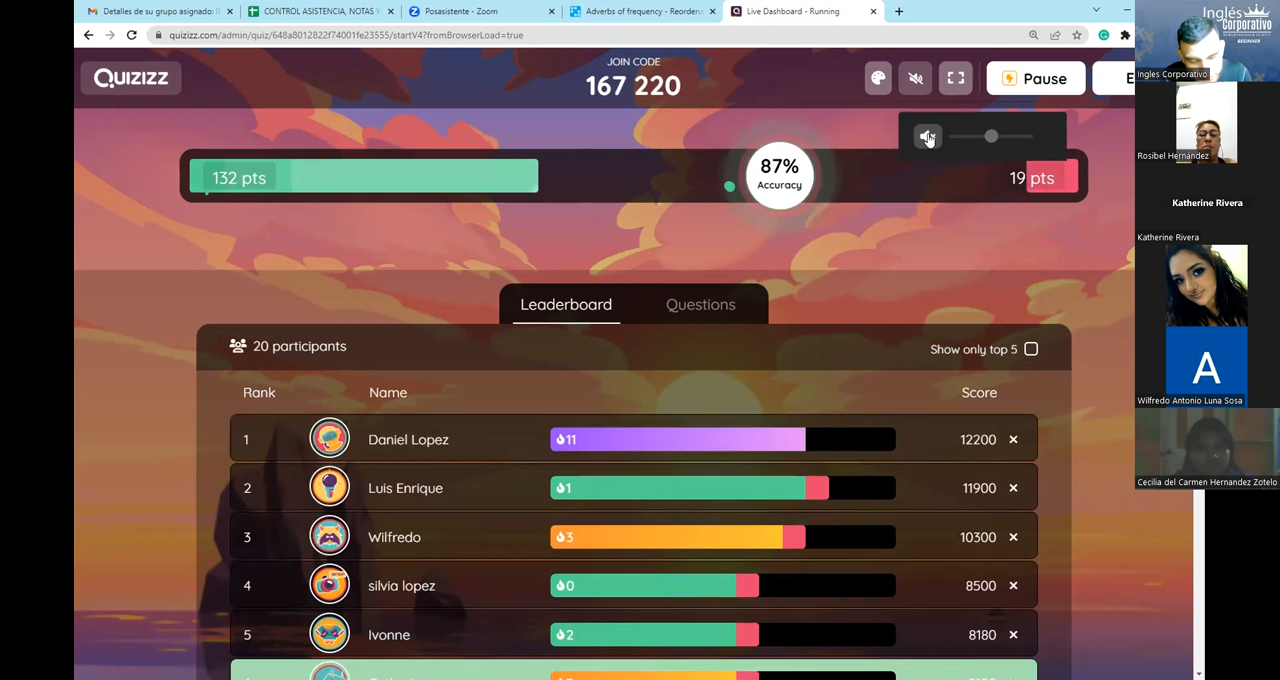 Detalles de su grupo asignado:
CONTROL ASISTENCIA, NOTAS Y
Posasistente - Zoom
Adverbs of frequency - Reordena
Live Dashboard - Running
quizizz.com/admin/quiz/648a8012822f74001fe23555/startV4?fromBrowserLoad=true
Quizizz
JOIN CODE
167 220
Pause
E
132 pts
87%
Accuracy
19 pts
Leaderboard
Questions
20 participants
Show only top 5
Rank
Name
Score
1
Daniel Lopez
11
12200
2
Luis Enrique
1
11900
3
Wilfredo
3
10300
4
silvia lopez
0
8500
5
Ivonne
2
8180
Inglés
Corporativo
BEGINNER
Ingles Corporativo
Rosibel Hernández
Katherine Rivera
Katherine Rivera
A
Wilfredo Antonio Luna Sosa
Cecilia del Carmen Hernandez Zotelo